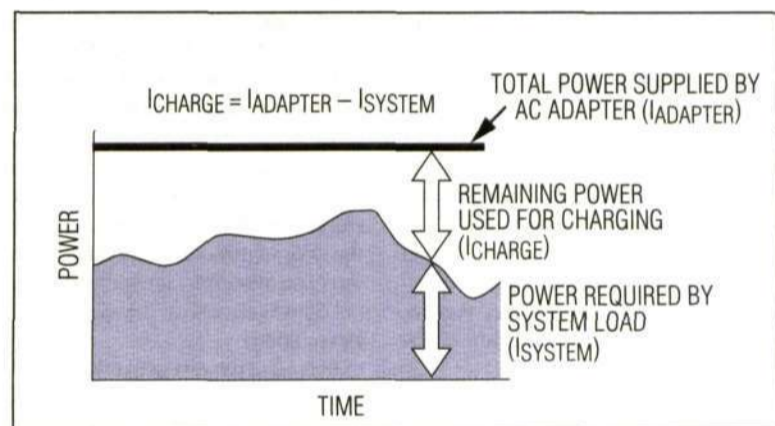 ICHARGE = IADAPTER – ISYSTEM
TOTAL POWER SUPPLIED BY
AC ADAPTER (IADAPTER)
REMAINING POWER
USED FOR CHARGING
(ICHARGE)
POWER
POWER REQUIRED BY
SYSTEM LOAD
(ISYSTEM)
TIME